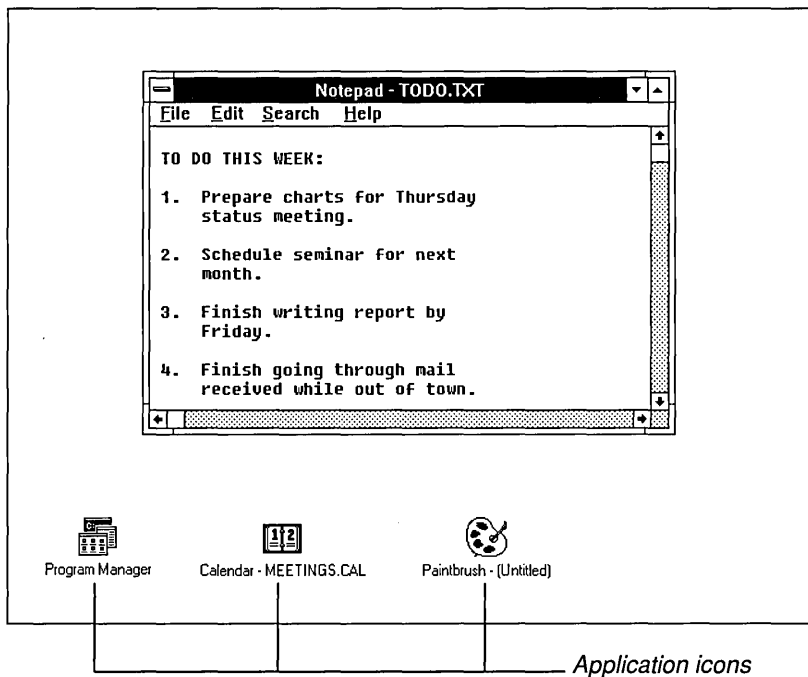 Notepad - TODO.TXT
File Edit Search Help
TO DO THIS WEEK:
1. Prepare charts for Thursday
status meeting.
2. Schedule seminar for next
month.
3. Finish writing report by
Friday.
4. Finish going through mail
received while out of town.
C:\
12
Program Manager Calendar - MEETINGS.CAL Paintbrush - (Untitled)
Application icons